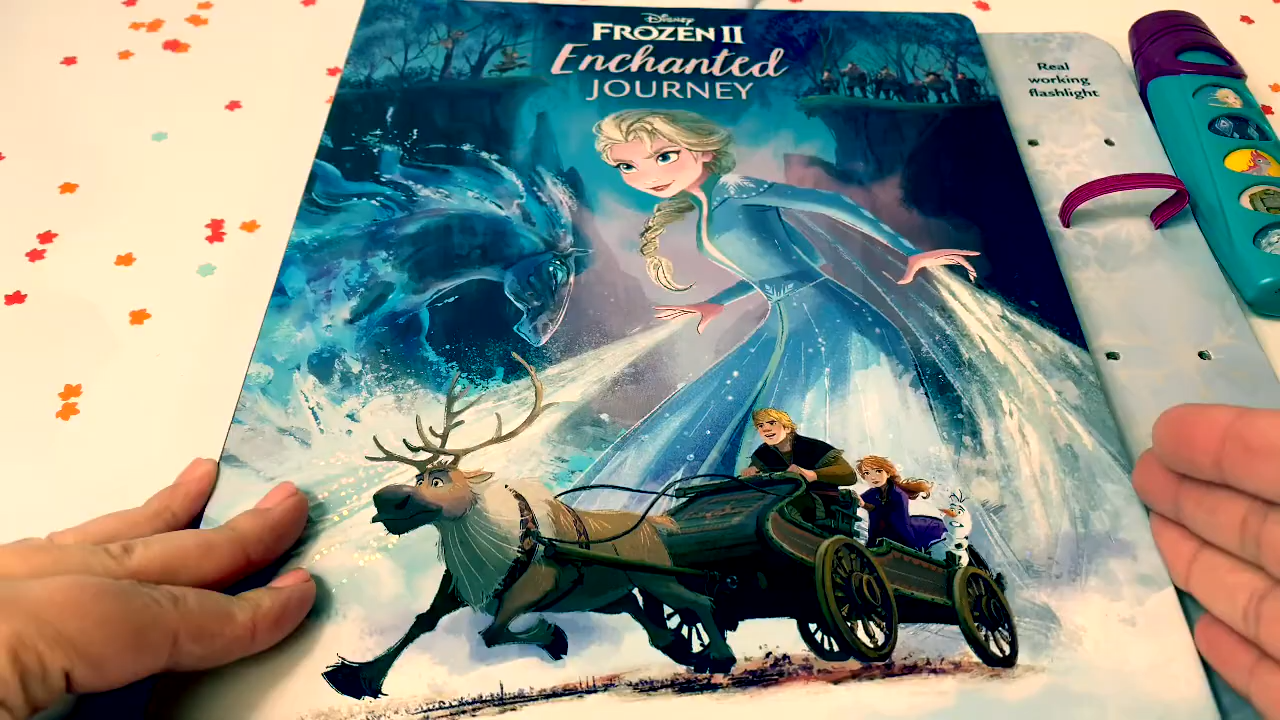 Disney
FROZEN II
Enchanted
JOURNEY
Real
working
flashlight